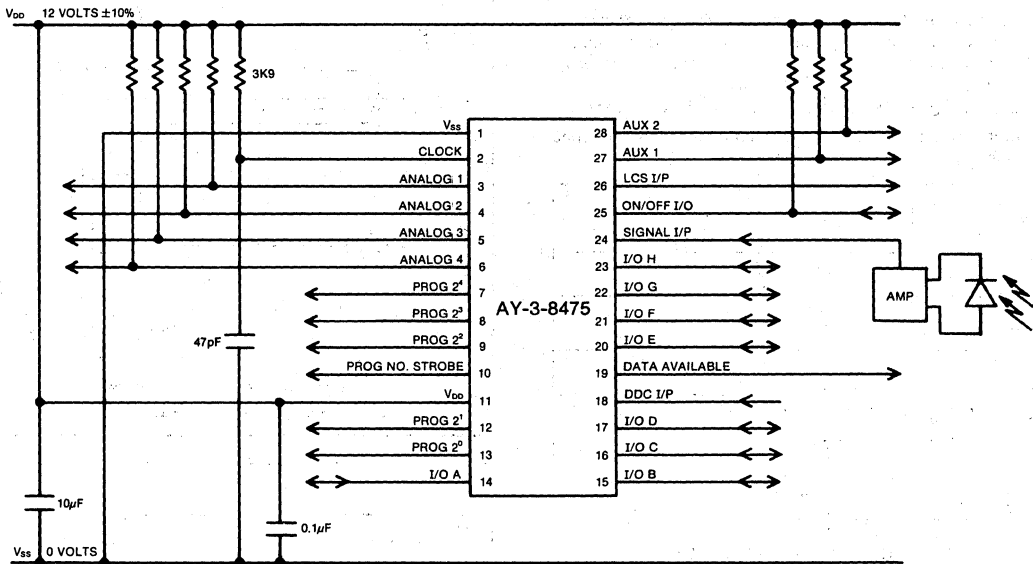 VDD 12 VOLTS ±10%
3K9
VSS 1
CLOCK 2
ANALOG 1 3
ANALOG 2 4
ANALOG 3 5
ANALOG 4 6
PROG 2⁴ 7
PROG 2³ 8
PROG 2² 9
PROG NO. STROBE 10
VDD 11
PROG 2¹ 12
PROG 2⁰ 13
I/O A 14
AY-3-8475
28 AUX 2
27 AUX 1
26 LCS I/P
25 ON/OFF I/O
24 SIGNAL I/P
23 I/O H
22 I/O G
21 I/O F
20 I/O E
19 DATA AVAILABLE
18 DDC I/P
17 I/O D
16 I/O C
15 I/O B
AMP
47pF
10µF
0.1µF
VSS 0 VOLTS